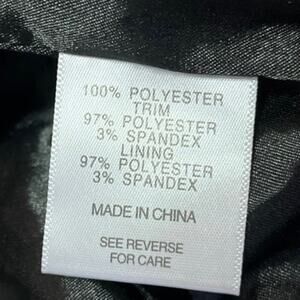 100% POLYESTER
TRIM
97% POLYESTER
3% SPANDEX
LINING
97% POLYESTER
3% SPANDEX
MADE IN CHINA
SEE REVERSE
FOR CARE